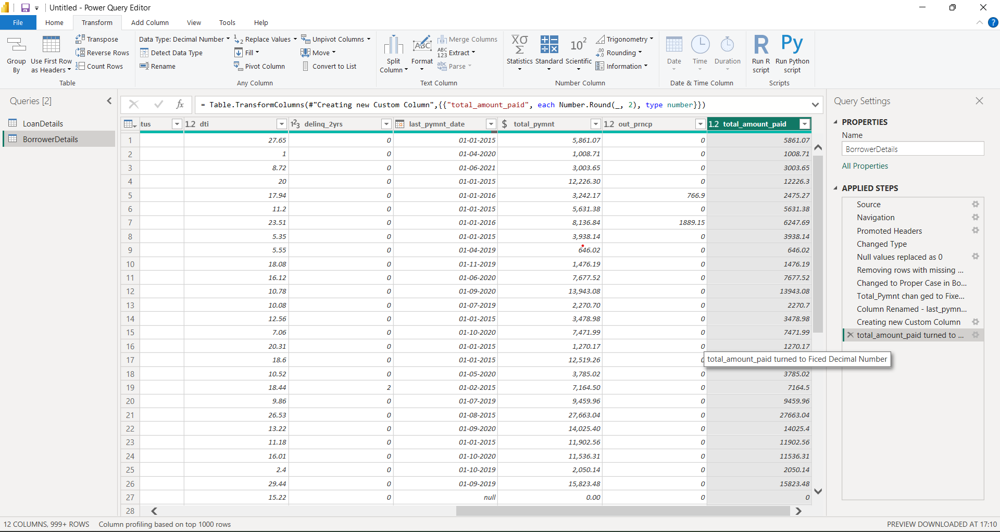 Untitled - Power Query Editor
File Home Transform Add Column View Tools Help
Group By
Use First Row as Headers
Transpose
Reverse Rows
Count Rows
Table
Data Type: Decimal Number
Detect Data Type
Rename
Replace Values
Fill
Pivot Column
Unpivot Columns
Move
Convert to List
Any Column
Split Column
Format
Merge Columns
Extract
Parse
Text Column
Statistics
Standard
Scientific
Trigonometry
Rounding
Information
Number Column
Date
Time
Duration
Date & Time Column
Run R script
Run Python script
Scripts
Queries [2]
LoanDetails
BorrowerDetails
= Table.TransformColumns(#"Creating new Custom Column",{{"total_amount_paid", each Number.Round(_, 2), type number}})
tus 1.2 dti 123 delinq_2yrs last_pymnt_date $ total_pymnt 1.2 out_prncp 1.2 total_amount_paid
1 27.65 0 01-01-2015 5,861.07 0 5861.07
2 1 0 01-04-2020 1,008.71 0 1008.71
3 8.72 0 01-06-2021 3,003.65 0 3003.65
4 20 0 01-01-2015 12,226.30 0 12226.3
5 17.94 0 01-01-2016 3,242.17 766.9 2475.27
6 11.2 0 01-01-2015 5,631.38 0 5631.38
7 23.51 0 01-01-2016 8,136.84 1889.15 6247.69
8 5.35 0 01-01-2015 3,938.14 0 3938.14
9 5.55 0 01-04-2019 646.02 0 646.02
10 18.08 0 01-11-2019 1,476.19 0 1476.19
11 16.12 0 01-06-2020 7,677.52 0 7677.52
12 10.78 0 01-09-2020 13,943.08 0 13943.08
13 10.08 0 01-07-2019 2,270.70 0 2270.7
14 12.56 0 01-01-2015 3,478.98 0 3478.98
15 7.06 0 01-10-2020 7,471.99 0 7471.99
16 20.31 0 01-01-2015 1,270.17 0 1270.17
17 18.6 0 01-01-2015 12,519.26 0
18 10.52 0 01-05-2020 3,785.02 0 3785.02
19 18.44 2 01-02-2015 7,164.50 0 7164.5
20 9.86 0 01-07-2019 9,459.96 0 9459.96
21 26.53 0 01-08-2015 27,663.04 0 27663.04
22 13.22 0 01-09-2020 14,025.40 0 14025.4
23 11.18 0 01-01-2015 11,902.56 0 11902.56
24 16.01 0 01-10-2020 11,536.31 0 11536.31
25 2.4 0 01-10-2019 2,050.14 0 2050.14
26 29.44 0 01-09-2019 15,823.48 0 15823.48
27 15.22 0 null 0.00 0 0
28
Query Settings
PROPERTIES
Name
BorrowerDetails
All Properties
APPLIED STEPS
Source
Navigation
Promoted Headers
Changed Type
Null values replaced as 0
Removing rows with missing ...
Changed to Proper Case in Bo...
Total_Pymnt chan ged to Fixe...
Column Renamed - last_pymn...
Creating new Custom Column
total_amount_paid turned to ...
total_amount_paid turned to Ficed Decimal Number
12 COLUMNS, 999+ ROWS Column profiling based on top 1000 rows PREVIEW DOWNLOADED AT 17:10